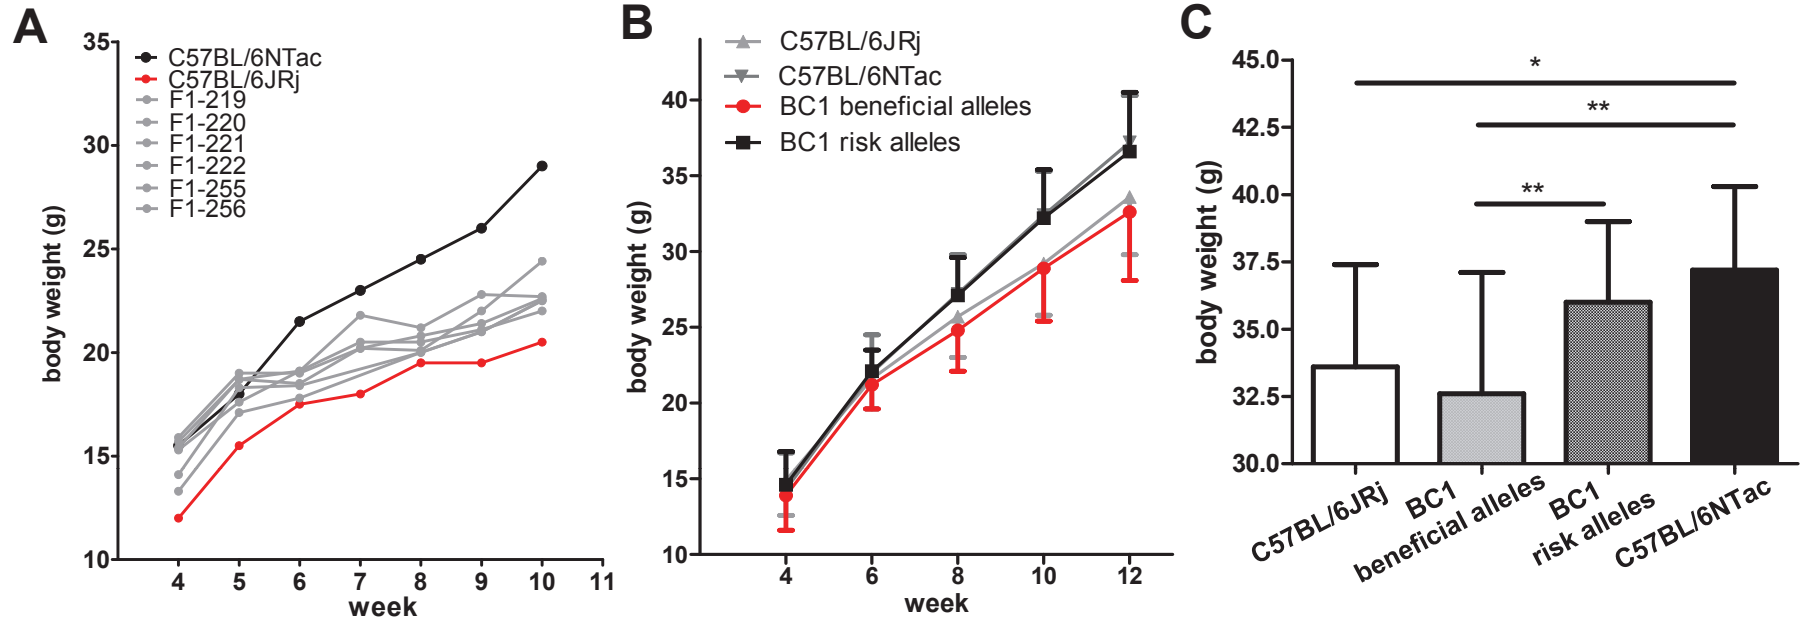 A
35
30
25
20
15
10
body weight (g)
C57BL/6NTac
C57BL/6JRj
F1-219
F1-220
F1-221
F1-222
F1-255
F1-256
4 5 6 7 8 9 10 11
week
B
40
35
30
25
20
15
10
body weight (g)
C57BL/6JRj
C57BL/6NTac
BC1 beneficial alleles
BC1 risk alleles
4 6 8 10 12
week
C
45.0
42.5
40.0
37.5
35.0
32.5
30.0
body weight (g)
*
**
**
C57BL/6JRj
BC1
beneficial alleles
BC1
risk alleles
C57BL/6NTac